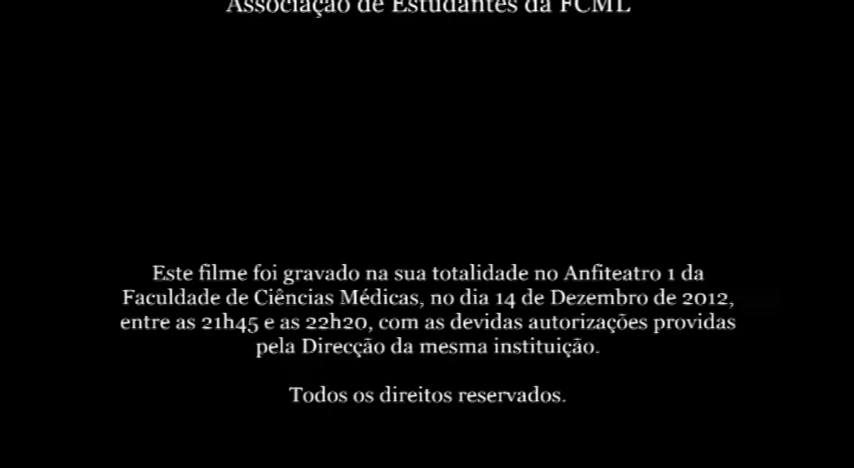 Associação de Estudantes da FCML
Este filme foi gravado na sua totalidade no Anfiteatro 1 da
Faculdade de Ciências Médicas, no dia 14 de Dezembro de 2012,
entre as 21h45 e as 22h20, com as devidas autorizações providas
pela Direcção da mesma instituição.
Todos os direitos reservados.